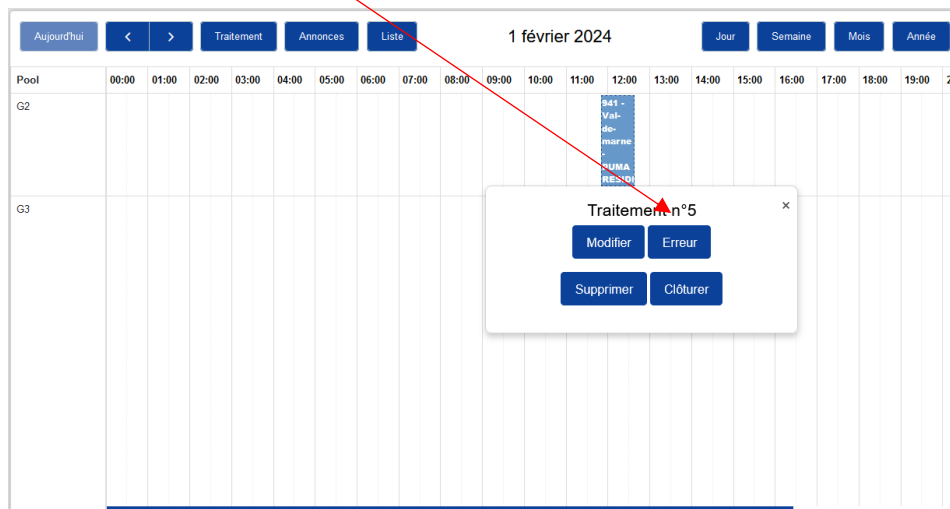 Aujourd'hui < > Traitement Annonces Liste 1 février 2024 Jour Semaine Mois Année
Pool 00:00 01:00 02:00 03:00 04:00 05:00 06:00 07:00 08:00 09:00 10:00 11:00 12:00 13:00 14:00 15:00 16:00 17:00 18:00 19:00
G2
941 -
Val-
de-
marne
-
PUMA
G3
Traitement n°5 ×
Modifier Erreur
Supprimer Clôturer